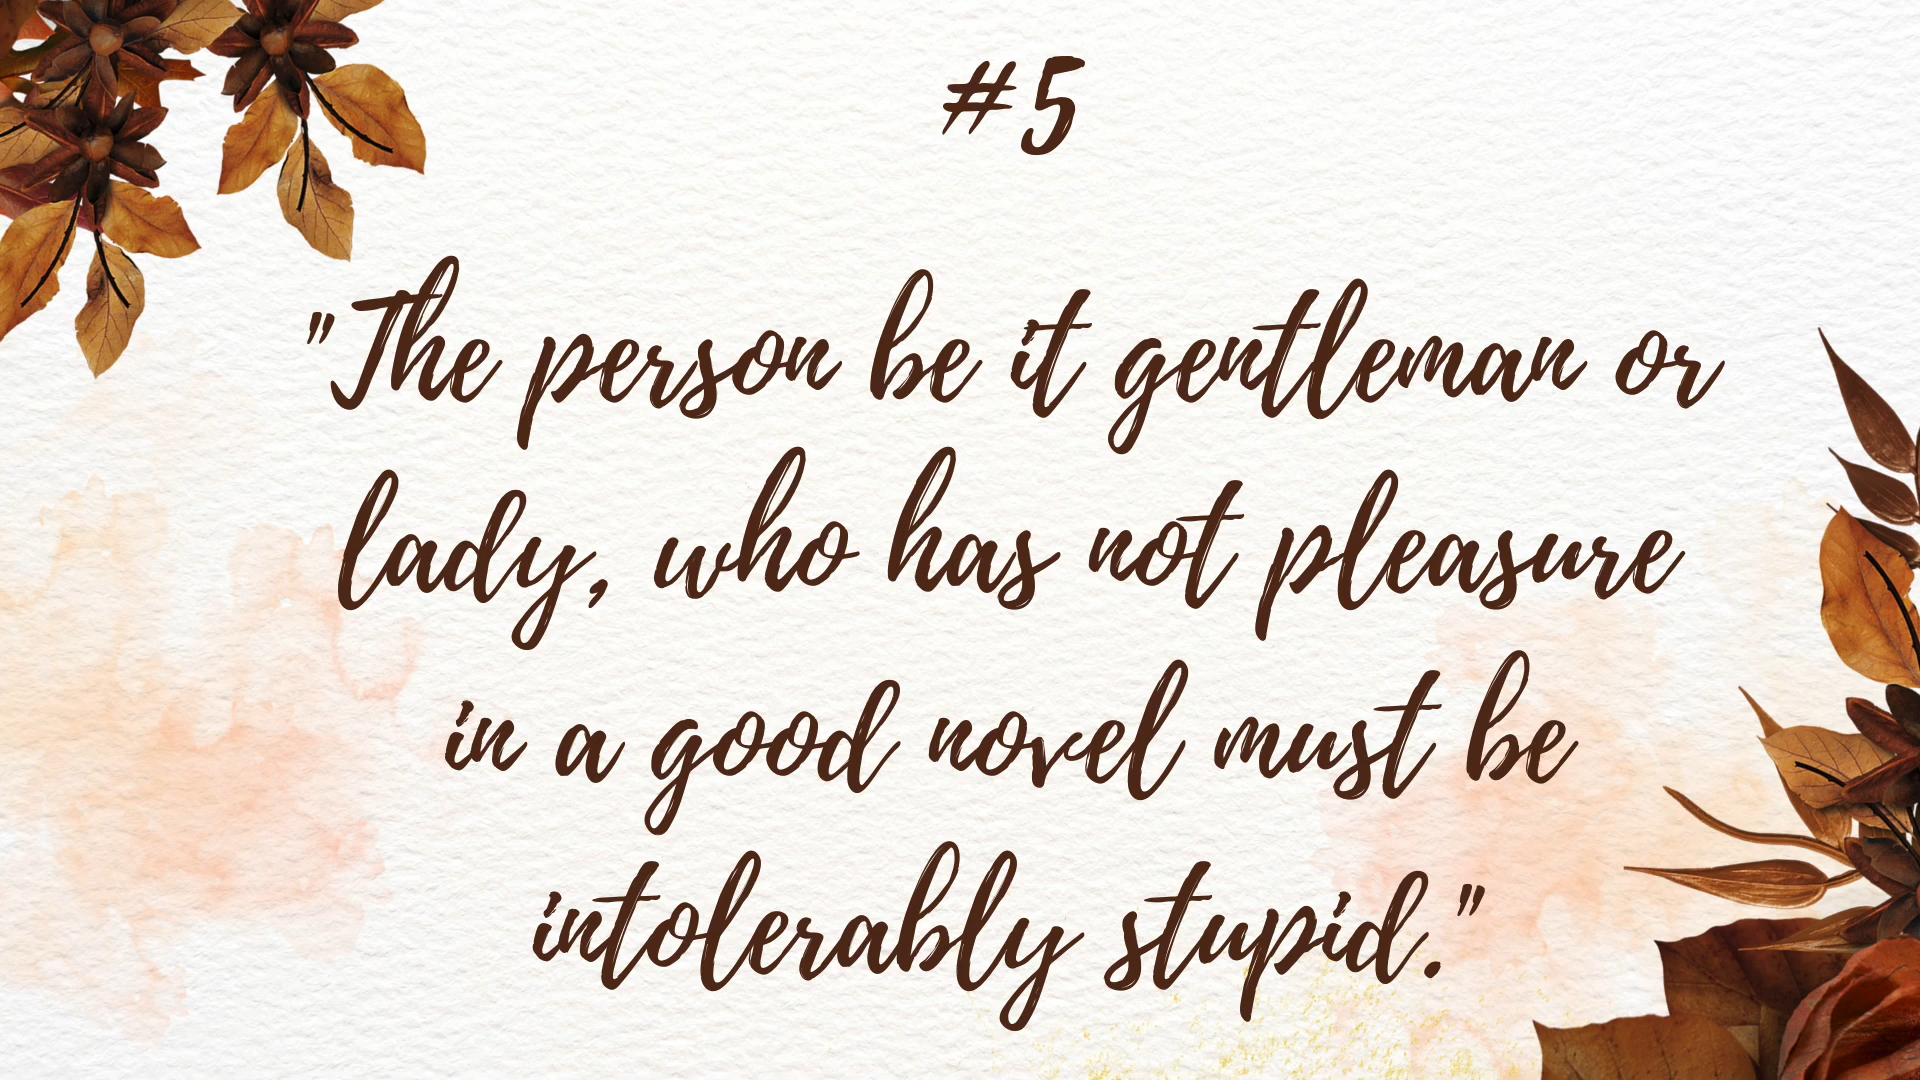 #5
"The person be it gentleman or
lady, who has not pleasure
in a good novel must be
intolerably stupid."